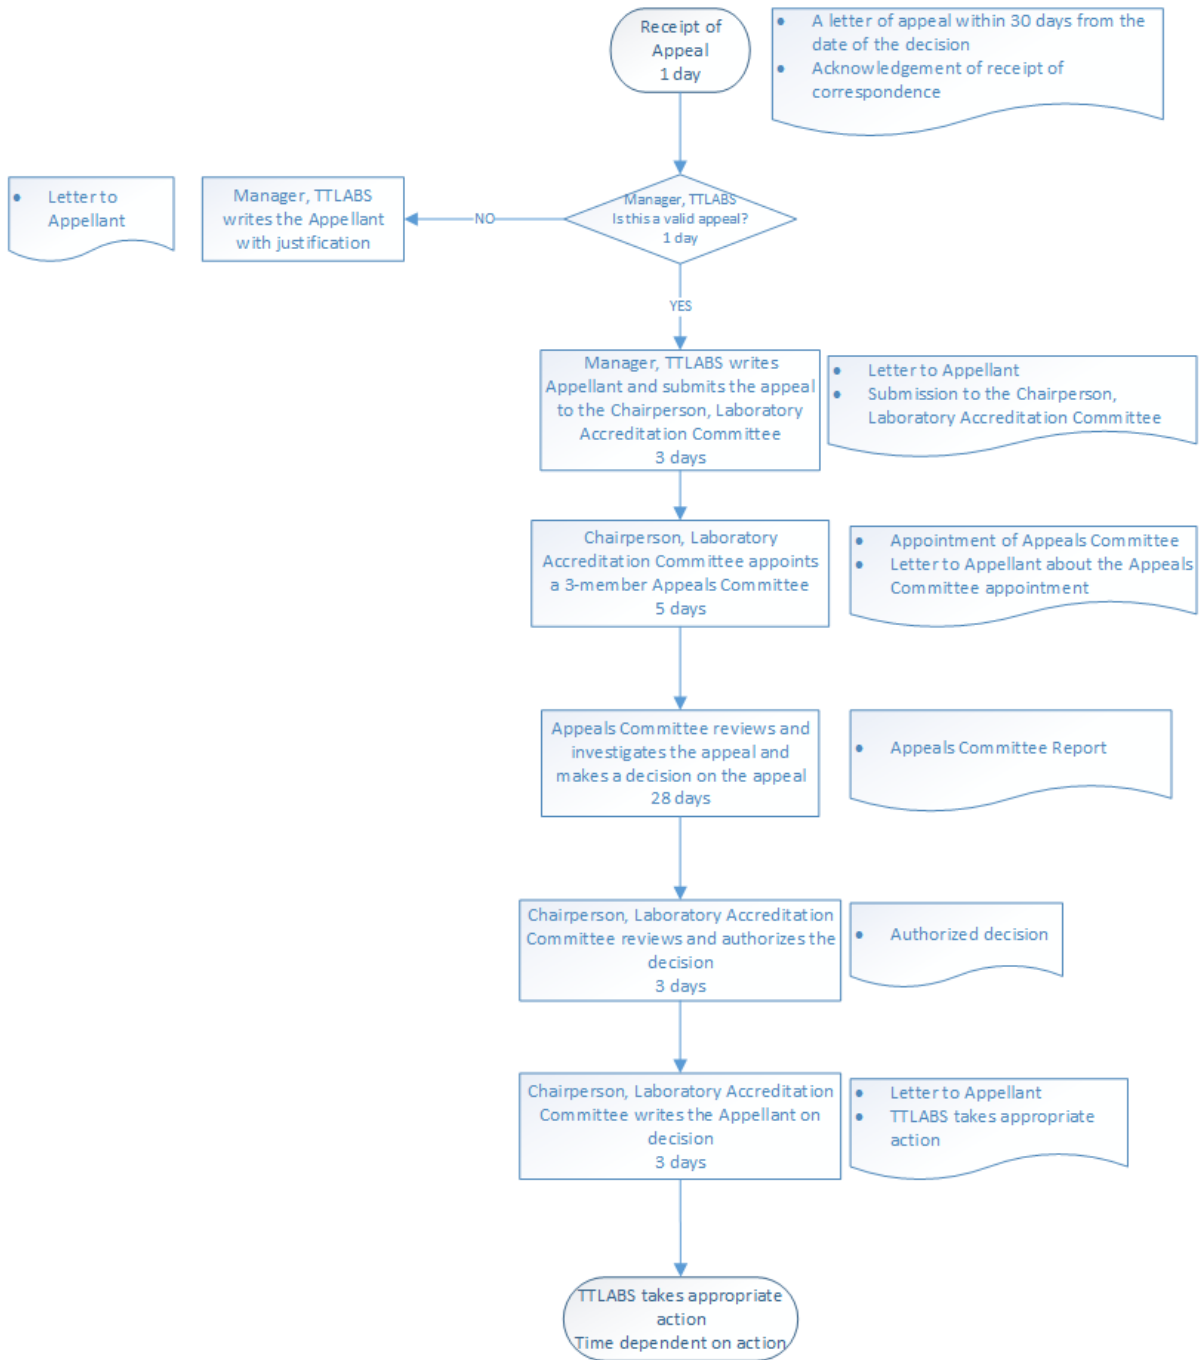 Receipt of
Appeal
1 day
• A letter of appeal within 30 days from the
date of the decision
• Acknowledgement of receipt of
correspondence
• Letter to
Appellant
Manager, TTLABS
writes the Appellant
with justification
NO
Manager, TTLABS
Is this a valid appeal?
1 day
YES
Manager, TTLABS writes
Appellant and submits the appeal
to the Chairperson, Laboratory
Accreditation Committee
3 days
• Letter to Appellant
• Submission to the Chairperson,
Laboratory Accreditation Committee
Chairperson, Laboratory
Accreditation Committee appoints
a 3-member Appeals Committee
5 days
• Appointment of Appeals Committee
• Letter to Appellant about the Appeals
Committee appointment
Appeals Committee reviews and
investigates the appeal and
makes a decision on the appeal
28 days
• Appeals Committee Report
Chairperson, Laboratory Accreditation
Committee reviews and authorizes the
decision
3 days
• Authorized decision
Chairperson, Laboratory Accreditation
Committee writes the Appellant on
decision
3 days
• Letter to Appellant
• TTLABS takes appropriate
action
TTLABS takes appropriate
action
Time dependent on action